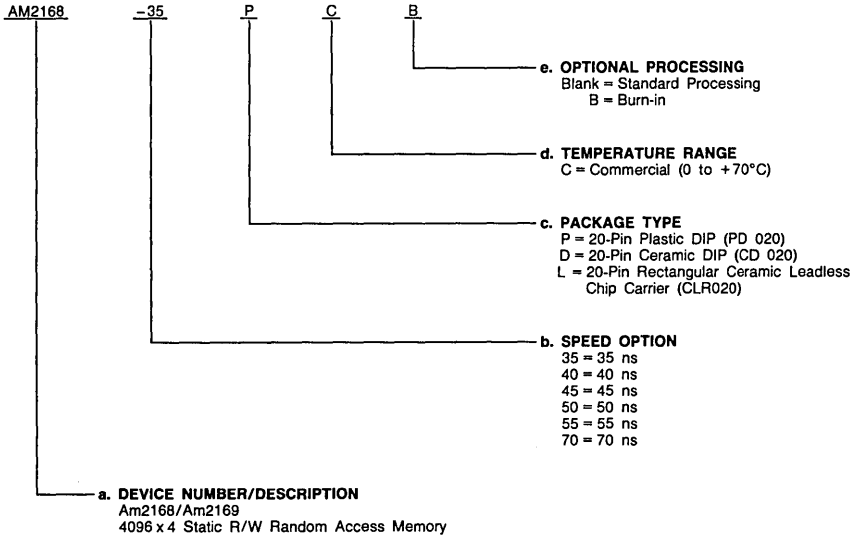 AM2168 -35 P C B
e. OPTIONAL PROCESSING
Blank = Standard Processing
B = Burn-in
d. TEMPERATURE RANGE
C = Commercial (0 to +70°C)
c. PACKAGE TYPE
P = 20-Pin Plastic DIP (PD 020)
D = 20-Pin Ceramic DIP (CD 020)
L = 20-Pin Rectangular Ceramic Leadless
Chip Carrier (CLR020)
b. SPEED OPTION
35 = 35 ns
40 = 40 ns
45 = 45 ns
50 = 50 ns
55 = 55 ns
70 = 70 ns
a. DEVICE NUMBER/DESCRIPTION
Am2168/Am2169
4096 x 4 Static R/W Random Access Memory